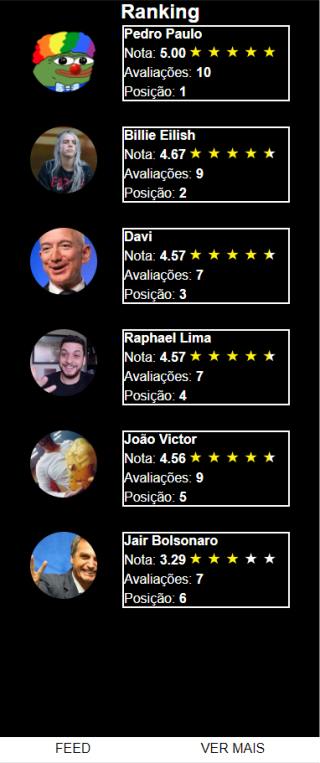 Ranking
Pedro Paulo
Nota: 5.00 ★ ★ ★ ★ ★
Avaliações: 10
Posição: 1
Billie Eilish
Nota: 4.67 ★ ★ ★ ★ ★
Avaliações: 9
Posição: 2
Davi
Nota: 4.57 ★ ★ ★ ★ ★
Avaliações: 7
Posição: 3
Raphael Lima
Nota: 4.57 ★ ★ ★ ★ ★
Avaliações: 7
Posição: 4
João Victor
Nota: 4.56 ★ ★ ★ ★ ★
Avaliações: 9
Posição: 5
Jair Bolsonaro
Nota: 3.29 ★ ★ ★ ★ ★
Avaliações: 7
Posição: 6
FEED VER MAIS